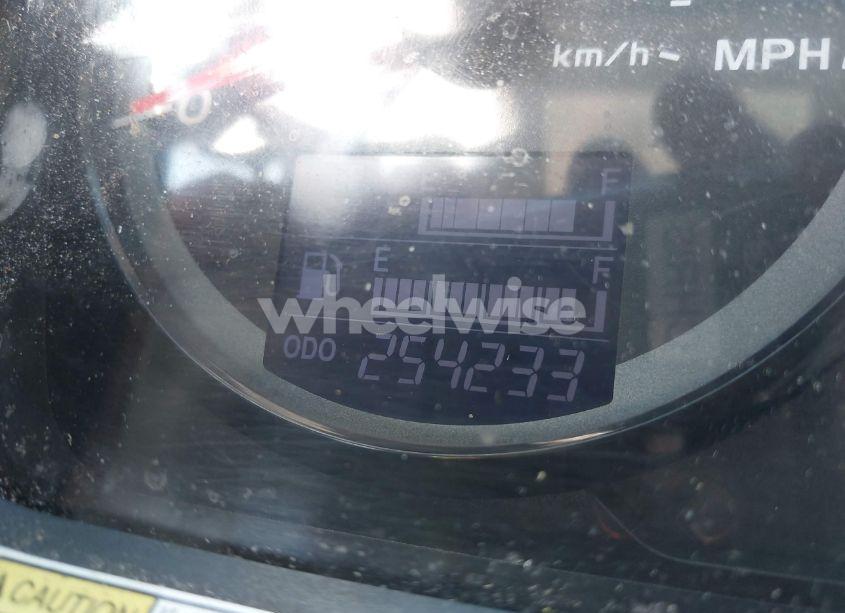 km/h- MPH
F
E F
wheelwise
ODO 254233
CAUTION